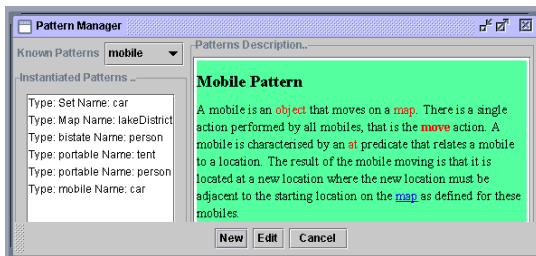 Pattern Manager
Known Patterns mobile
Instantiated Patterns ..
Type: Set Name: car
Type: Map Name: lakeDistrict
Type: bistate Name: person
Type: portable Name: tent
Type: portable Name: person
Type: mobile Name: car
Patterns Description..
Mobile Pattern
A mobile is an object that moves on a map. There is a single
action performed by all mobiles, that is the move action. A
mobile is characterised by an at predicate that relates a mobile
to a location. The result of the mobile moving is that it is
located at a new location where the new location must be
adjacent to the starting location on the map as defined for these
mobiles.
New Edit Cancel